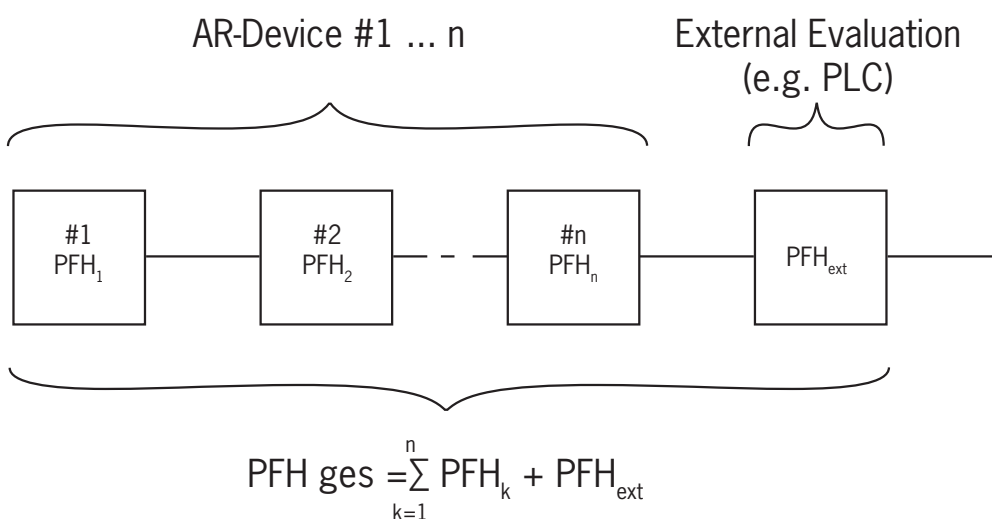 AR-Device #1 ... n
External Evaluation
(e.g. PLC)
#1
PFH₁
#2
PFH₂
#n
PFHₙ
PFHₑₓₜ
n
PFH ges =∑ PFHₖ + PFHₑₓₜ
k=1